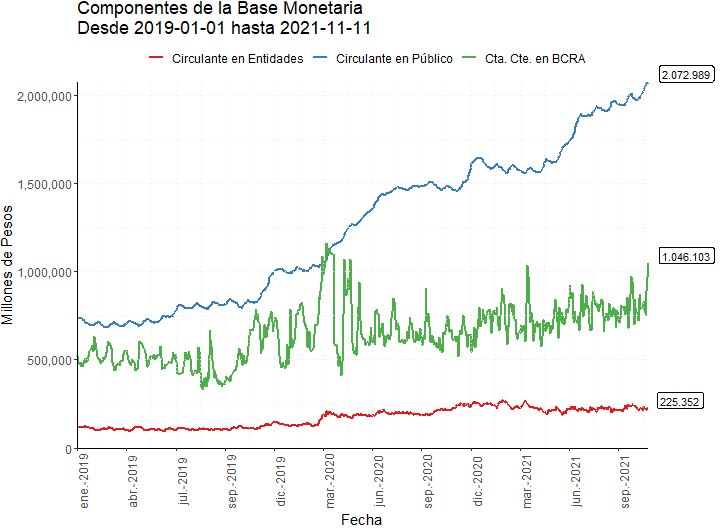 Componentes de la Base Monetaria
Desde 2019-01-01 hasta 2021-11-11
Circulante en Entidades Circulante en Público Cta. Cte. en BCRA
2.072.989
2,000,000
1,500,000
1.046.103
1,000,000
500,000
225.352
0
Millones de Pesos
ene.-2019
abr.-2019
jul.-2019
sep.-2019
dic.-2019
mar.-2020
jun.-2020
sep.-2020
dic.-2020
mar.-2021
jun.-2021
sep.-2021
Fecha